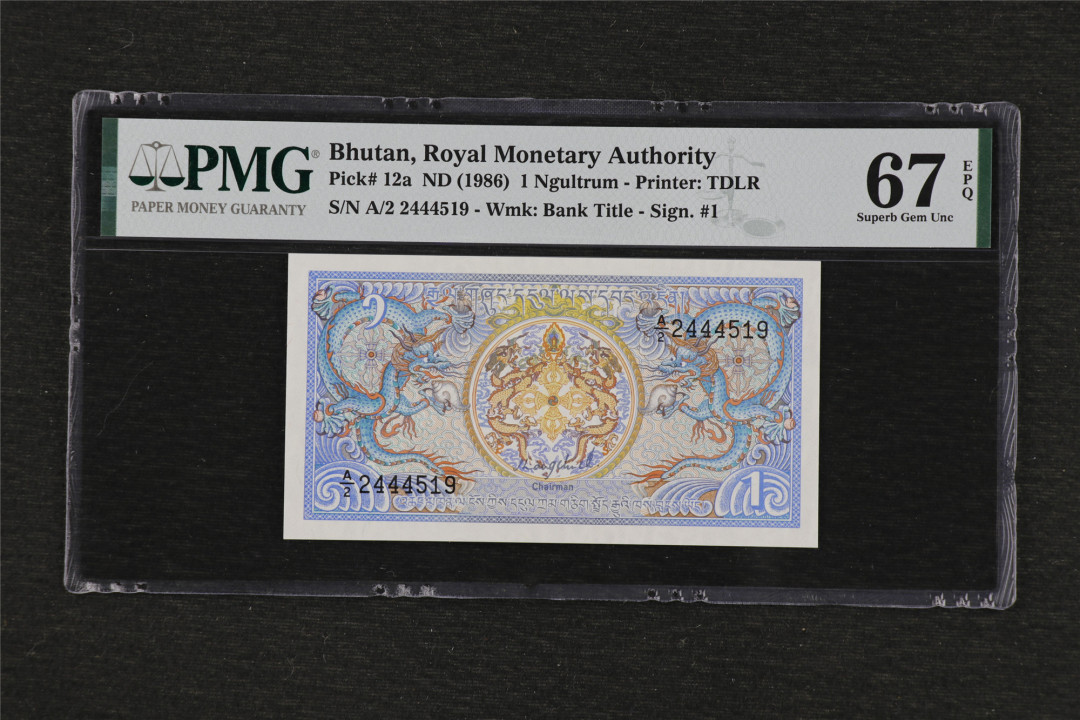 PMG®
PAPER MONEY GUARANTY
Bhutan, Royal Monetary Authority
Pick# 12a ND (1986) 1 Ngultrum - Printer: TDLR
S/N A/2 2444519 - Wmk: Bank Title - Sign. #1
67
EPQ
Superb Gem Unc
༡
A/2 2444519
A/2 2444519
Chairman
1